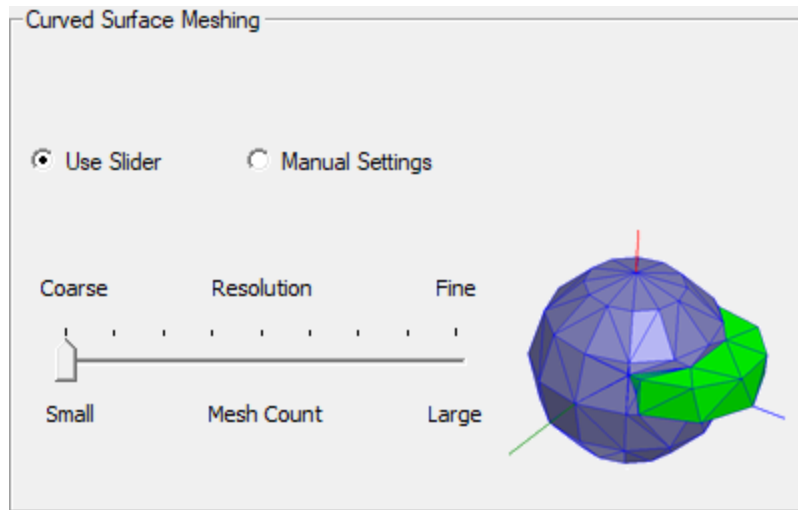 Curved Surface Meshing
Use Slider Manual Settings
Coarse Resolution Fine
Small Mesh Count Large